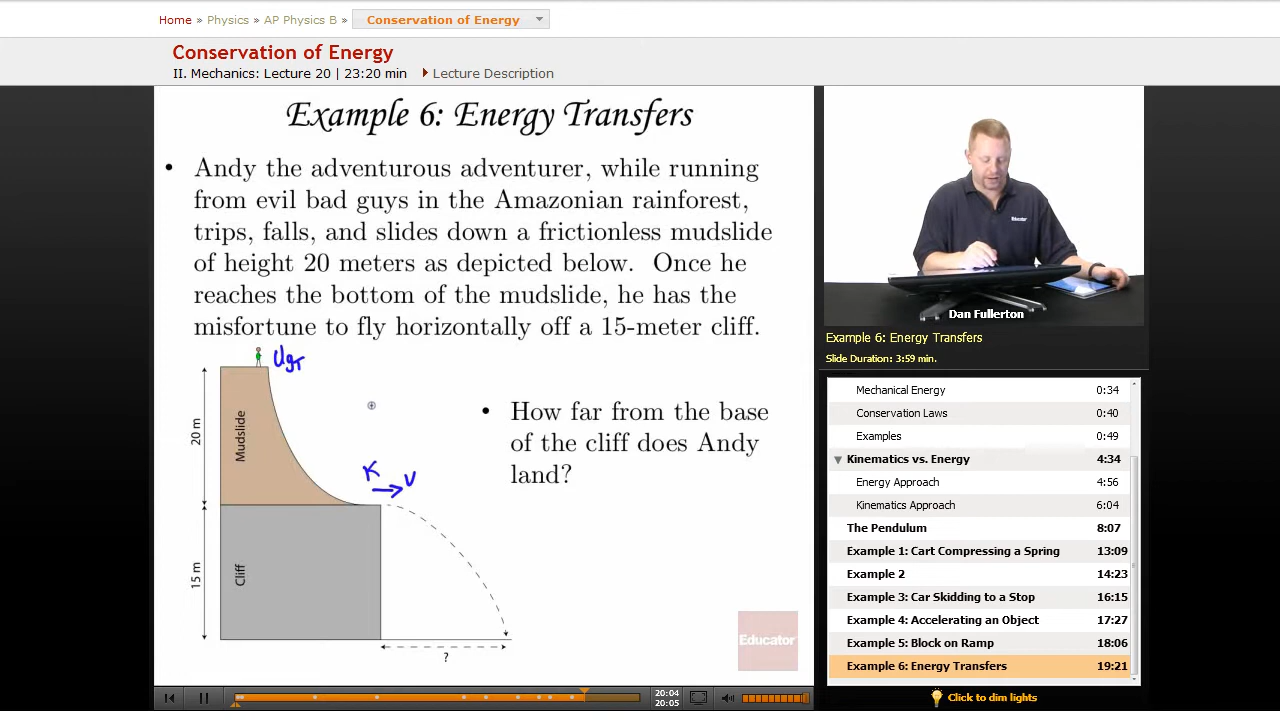 Home » Physics » AP Physics B » Conservation of Energy
Conservation of Energy
II. Mechanics: Lecture 20 | 23:20 min Lecture Description
Example 6: Energy Transfers
• Andy the adventurous adventurer, while running
from evil bad guys in the Amazonian rainforest,
trips, falls, and slides down a frictionless mudslide
of height 20 meters as depicted below. Once he
reaches the bottom of the mudslide, he has the
misfortune to fly horizontally off a 15-meter cliff.
Ugr
20 m
Mudslide
K
v
15 m
Cliff
?
• How far from the base
of the cliff does Andy
land?
Educator
Educator
Dan Fullerton
Example 6: Energy Transfers
Slide Duration: 3:59 min.
Mechanical Energy 0:34
Conservation Laws 0:40
Examples 0:49
Kinematics vs. Energy 4:34
Energy Approach 4:56
Kinematics Approach 6:04
The Pendulum 8:07
Example 1: Cart Compressing a Spring 13:09
Example 2 14:23
Example 3: Car Skidding to a Stop 16:15
Example 4: Accelerating an Object 17:27
Example 5: Block on Ramp 18:06
Example 6: Energy Transfers 19:21
20:04
20:05
Click to dim lights